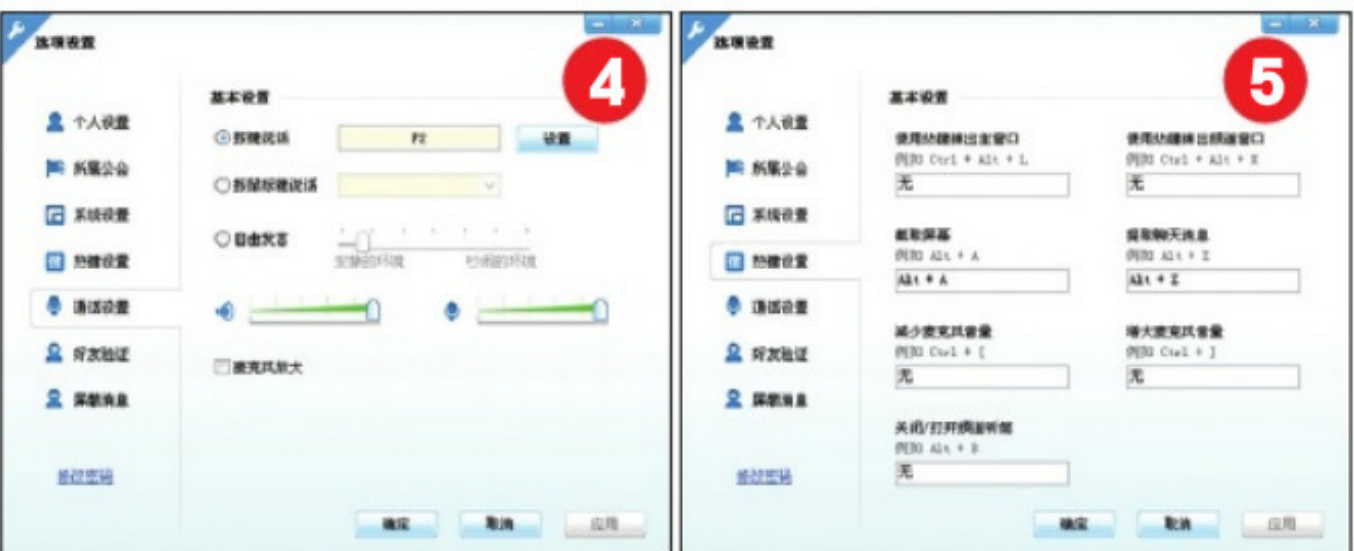 选项设置
4
个人设置
所属公会
系统设置
热键设置
通话设置
好友验证
屏蔽消息
修改密码
基本设置
按键说话
F2
设置
按鼠标键说话
自由发言
安静的环境
吵闹的环境
麦克风放大
确定
取消
应用
选项设置
5
个人设置
所属公会
系统设置
热键设置
通话设置
好友验证
屏蔽消息
修改密码
基本设置
使用热键弹出主窗口
例如 Ctrl + Alt + L
无
使用热键弹出频道窗口
例如 Ctrl + Alt + K
无
截取屏幕
例如 Alt + A
Alt + A
提取聊天消息
例如 Alt + Z
Alt + Z
减少麦克风音量
例如 Ctrl + [
无
增大麦克风音量
例如 Ctrl + ]
无
关闭/打开频道听筒
例如 Alt + B
无
确定
取消
应用